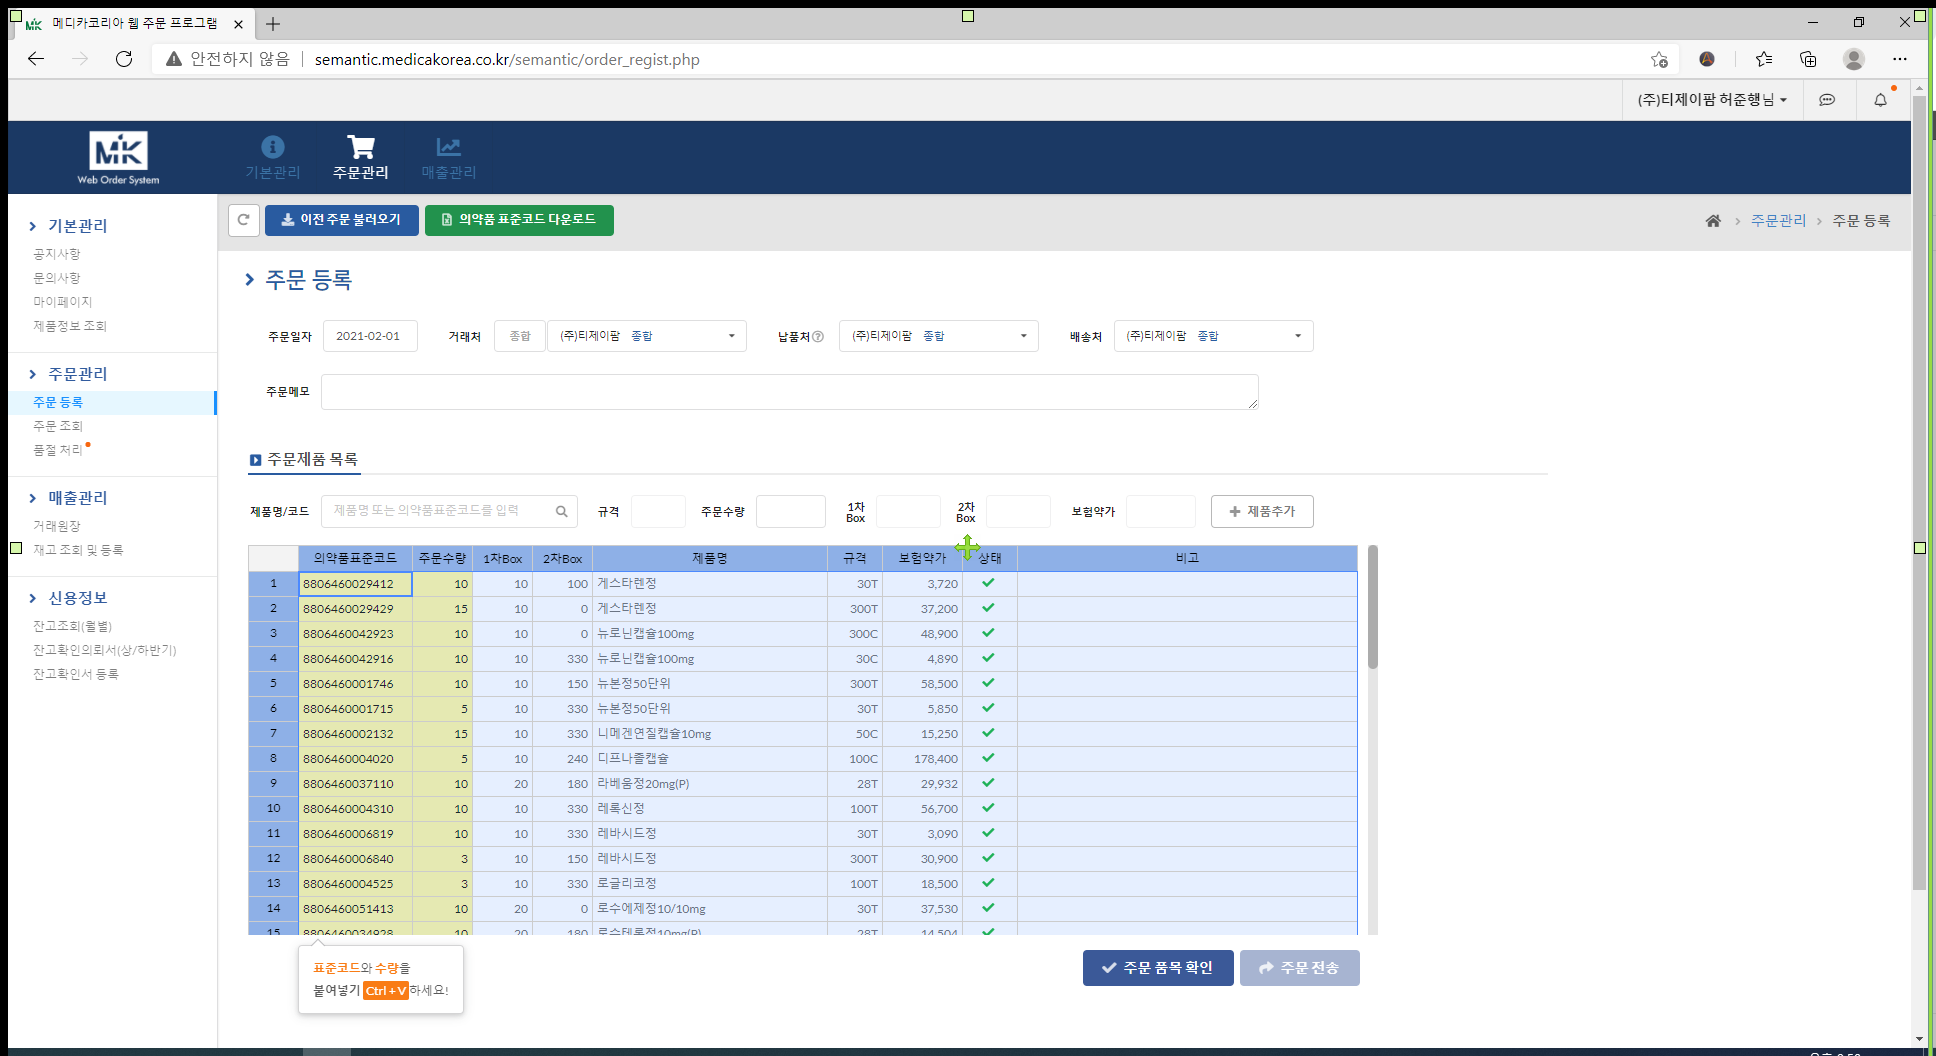 메디카코리아 웹 주문 프로그램
안전하지 않음 semantic.medicakorea.co.kr/semantic/order_regist.php
(주)티제이팜 허준행님
MK
Web Order System
기본관리
주문관리
매출관리
이전 주문 불러오기
의약품 표준코드 다운로드
주문관리 주문 등록
기본관리
공지사항
문의사항
마이페이지
제품정보 조회
주문관리
주문 등록
주문 조회
품절 처리
매출관리
거래원장
재고 조회 및 등록
신용정보
잔고조회(월별)
잔고확인의뢰서(상/하반기)
잔고확인서 등록
주문 등록
주문일자 2021-02-01 거래처 종합 (주)티제이팜 종합 납품처 (주)티제이팜 종합 배송처 (주)티제이팜 종합
주문메모
주문제품 목록
제품명/코드 제품명 또는 의약품표준코드를 입력 규격 주문수량 1차 Box 2차 Box 보험약가 제품추가
의약품표준코드 주문수량 1차Box 2차Box 제품명 규격 보험약가 상태 비고
1 8806460029412 10 10 100 게스타렌정 30T 3,720
2 8806460029429 15 10 0 게스타렌정 300T 37,200
3 8806460042923 10 10 0 뉴로닌캡슐100mg 300C 48,900
4 8806460042916 10 10 330 뉴로닌캡슐100mg 30C 4,890
5 8806460001746 10 10 150 뉴본정50단위 300T 58,500
6 8806460001715 5 10 330 뉴본정50단위 30T 5,850
7 8806460002132 15 10 330 니메겐연질캡슐10mg 50C 15,250
8 8806460004020 5 10 240 디프나졸캡슐 100C 178,400
9 8806460037110 10 20 180 라베움정20mg(P) 28T 29,932
10 8806460004310 10 10 330 레록신정 100T 56,700
11 8806460006819 10 10 330 레바시드정 30T 3,090
12 8806460006840 3 10 150 레바시드정 300T 30,900
13 8806460004525 3 10 330 로글리코정 100T 18,500
14 8806460051413 10 20 0 로수에제정10/10mg 30T 37,530
15 8806460034928 10 20 180 로수테롤정10mg(P) 28T 14,504
표준코드와 수량을
붙여넣기 Ctrl + V 하세요!
주문 품목 확인
주문 전송